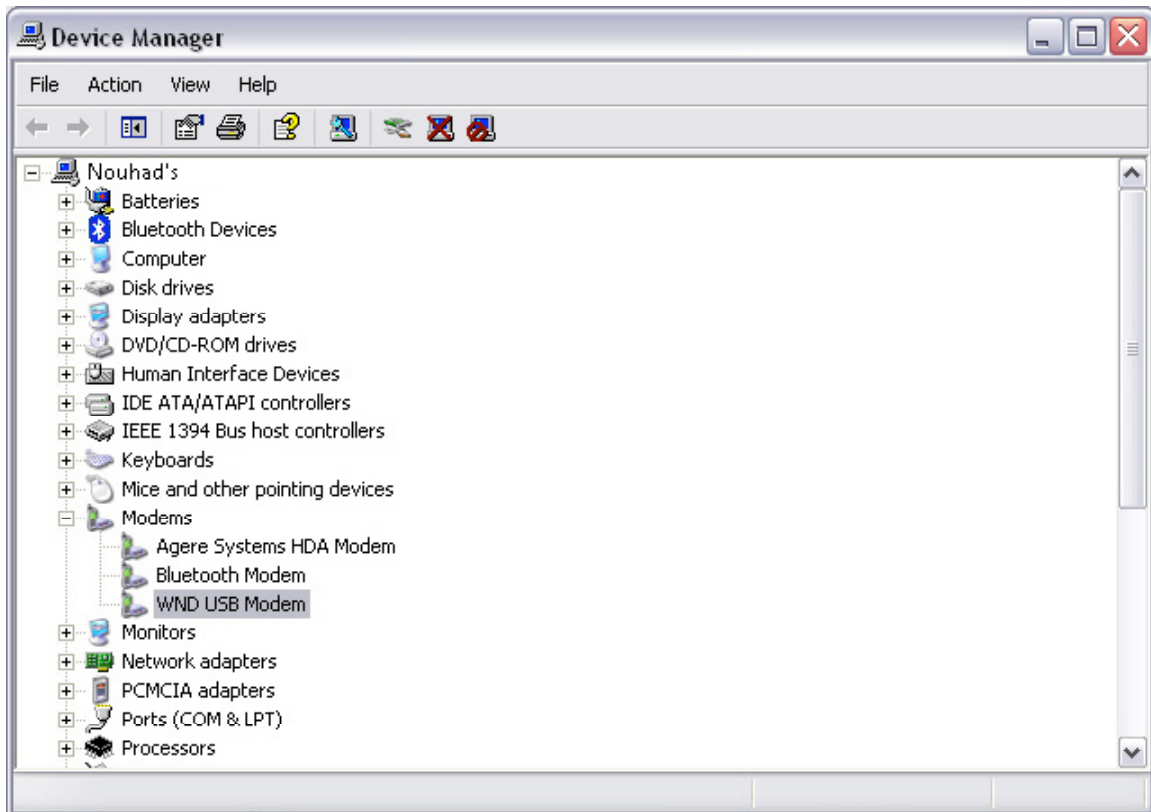 Device Manager
File Action View Help
Nouhad's
Batteries
Bluetooth Devices
Computer
Disk drives
Display adapters
DVD/CD-ROM drives
Human Interface Devices
IDE ATA/ATAPI controllers
IEEE 1394 Bus host controllers
Keyboards
Mice and other pointing devices
Modems
Agere Systems HDA Modem
Bluetooth Modem
WND USB Modem
Monitors
Network adapters
PCMCIA adapters
Ports (COM & LPT)
Processors